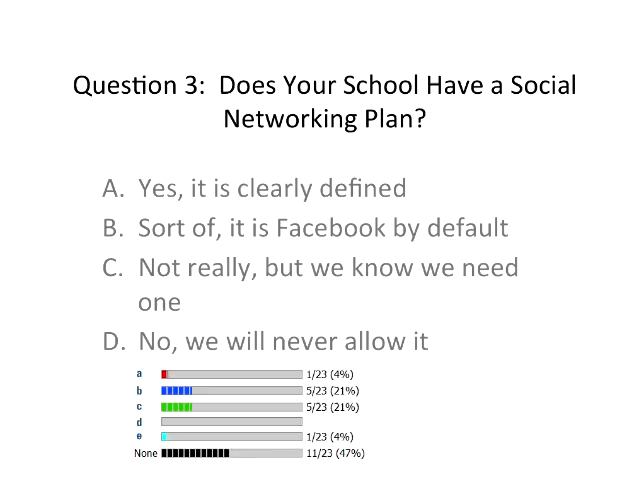 Question 3:  Does Your School Have a Social
Networking Plan?
A. Yes, it is clearly defined
B. Sort of, it is Facebook by default
C. Not really, but we know we need
one
D. No, we will never allow it
a 1/23 (4%)
b 5/23 (21%)
c 5/23 (21%)
d
e 1/23 (4%)
None 11/23 (47%)